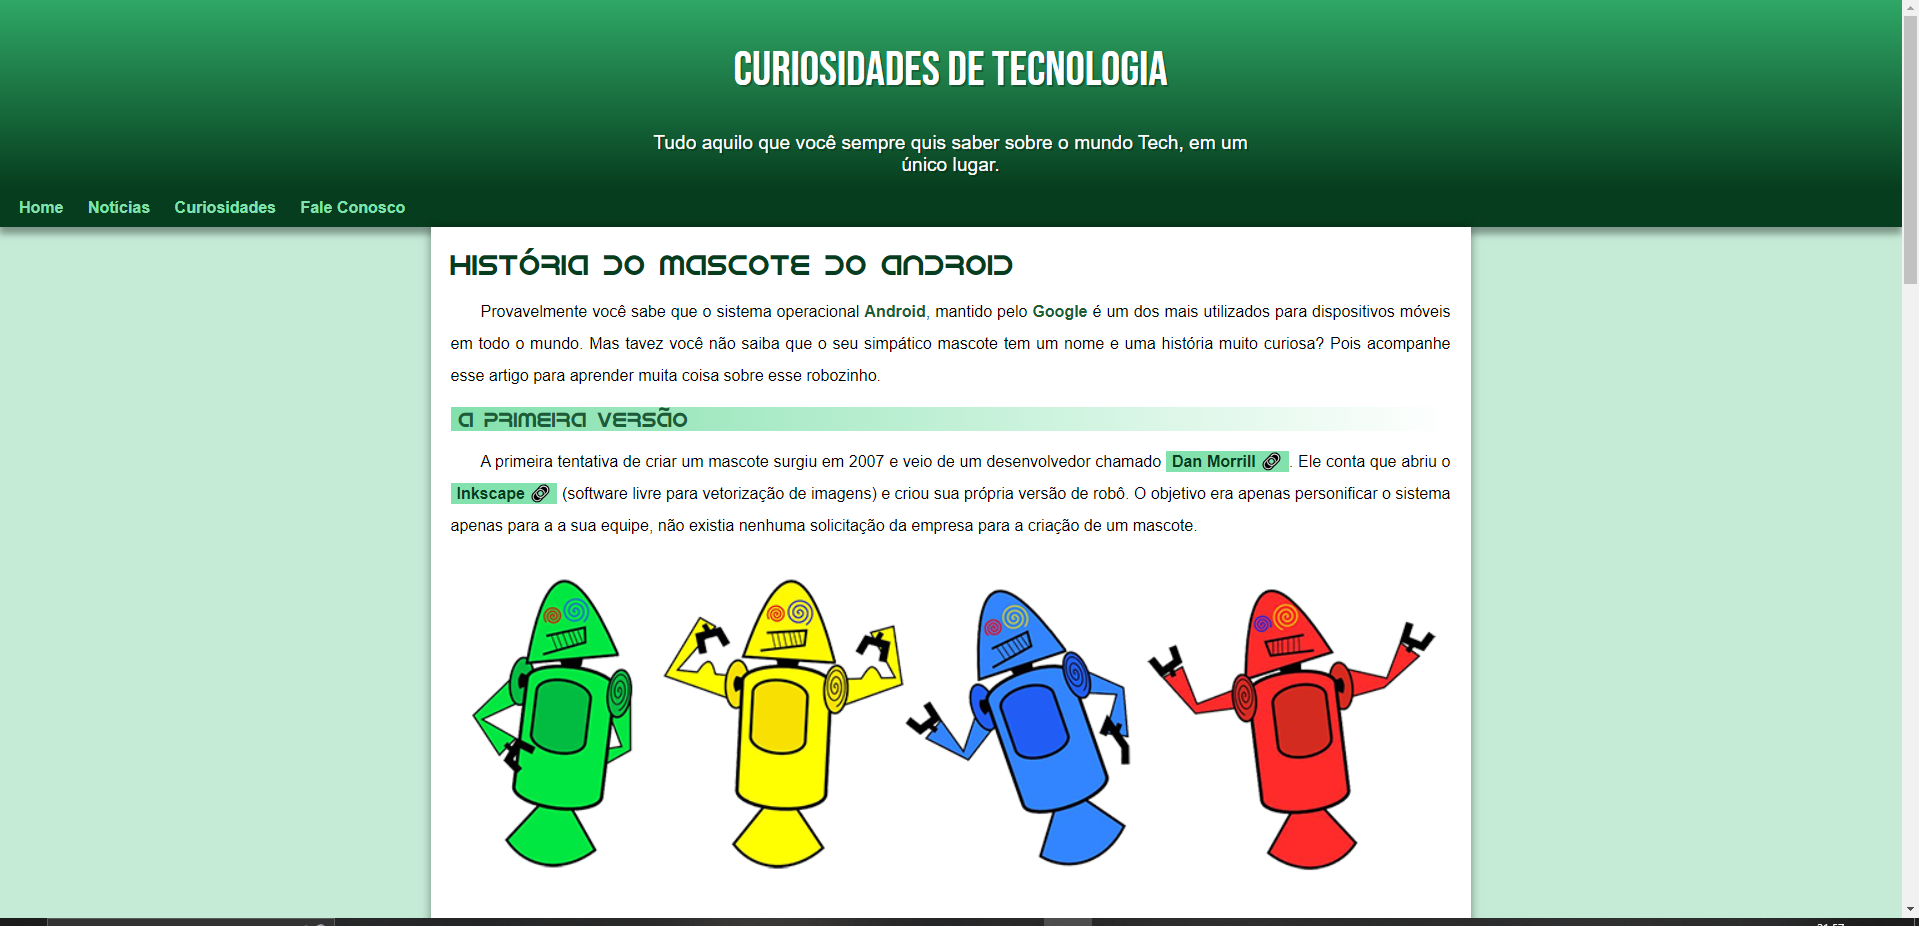 CURIOSIDADES DE TECNOLOGIA
Tudo aquilo que você sempre quis saber sobre o mundo Tech, em um
único lugar.
Home Notícias Curiosidades Fale Conosco
HISTÓRIA DO MASCOTE DO ANDROID
Provavelmente você sabe que o sistema operacional Android, mantido pelo Google é um dos mais utilizados para dispositivos móveis
em todo o mundo. Mas tavez você não saiba que o seu simpático mascote tem um nome e uma história muito curiosa? Pois acompanhe
esse artigo para aprender muita coisa sobre esse robozinho.
A PRIMEIRA VERSÃO
A primeira tentativa de criar um mascote surgiu em 2007 e veio de um desenvolvedor chamado Dan Morrill . Ele conta que abriu o
Inkscape (software livre para vetorização de imagens) e criou sua própria versão de robô. O objetivo era apenas personificar o sistema
apenas para a a sua equipe, não existia nenhuma solicitação da empresa para a criação de um mascote.